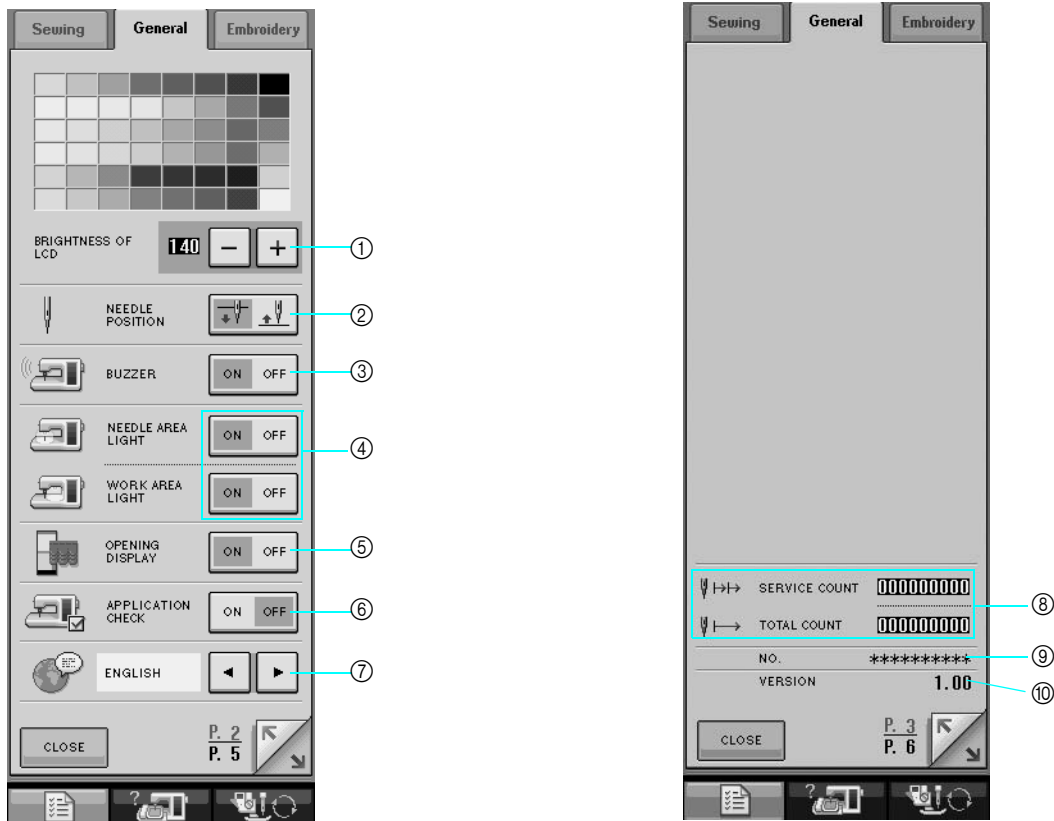 Sewing General Embroidery
BRIGHTNESS OF
LCD
140 − + ①
NEEDLE
POSITION
②
BUZZER ON OFF ③
NEEDLE AREA
LIGHT
ON OFF
④
WORK AREA
LIGHT
ON OFF
OPENING
DISPLAY
ON OFF ⑤
APPLICATION
CHECK
ON OFF ⑥
ENGLISH ⑦
CLOSE
P. 2
P. 5
?
Sewing General Embroidery
SERVICE COUNT 000000000
⑧
TOTAL COUNT 000000000
NO. ********** ⑨
VERSION 1.00 ⑩
CLOSE
P. 3
P. 6
?